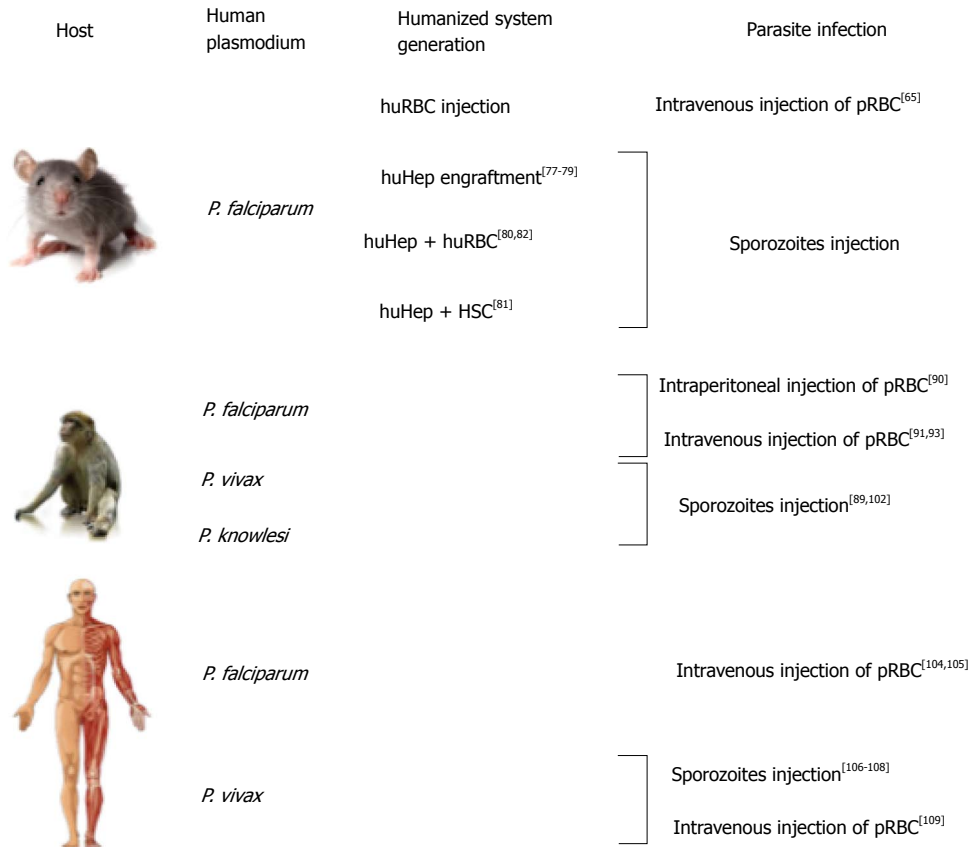 Host
Human
plasmodium
Humanized system
generation
Parasite infection
huRBC injection
Intravenous injection of pRBC[65]
P. falciparum
huHep engraftment[77-79]
huHep + huRBC[80,82]
huHep + HSC[81]
Sporozoites injection
P. falciparum
Intraperitoneal injection of pRBC[90]
Intravenous injection of pRBC[91,93]
P. vivax
P. knowlesi
Sporozoites injection[89,102]
P. falciparum
Intravenous injection of pRBC[104,105]
P. vivax
Sporozoites injection[106-108]
Intravenous injection of pRBC[109]